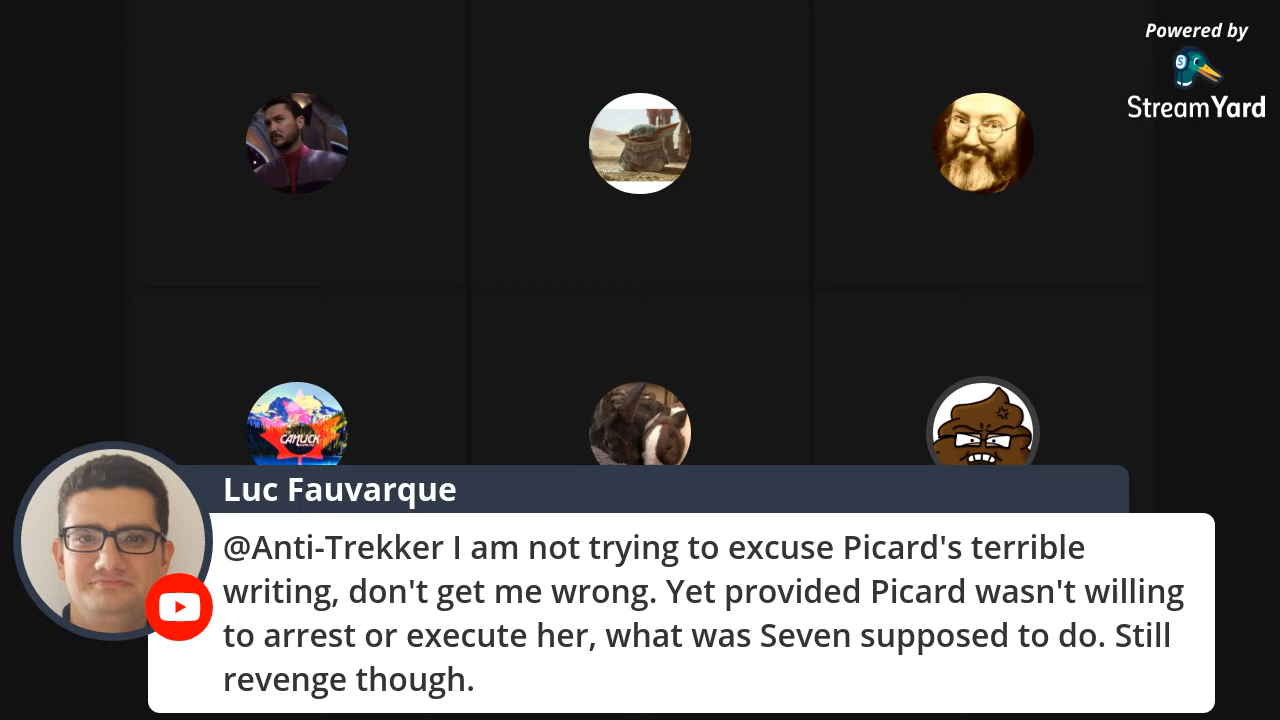 Powered by
StreamYard
CANUCK
Luc Fauvarque
@Anti-Trekker I am not trying to excuse Picard's terrible
writing, don't get me wrong. Yet provided Picard wasn't willing
to arrest or execute her, what was Seven supposed to do. Still
revenge though.